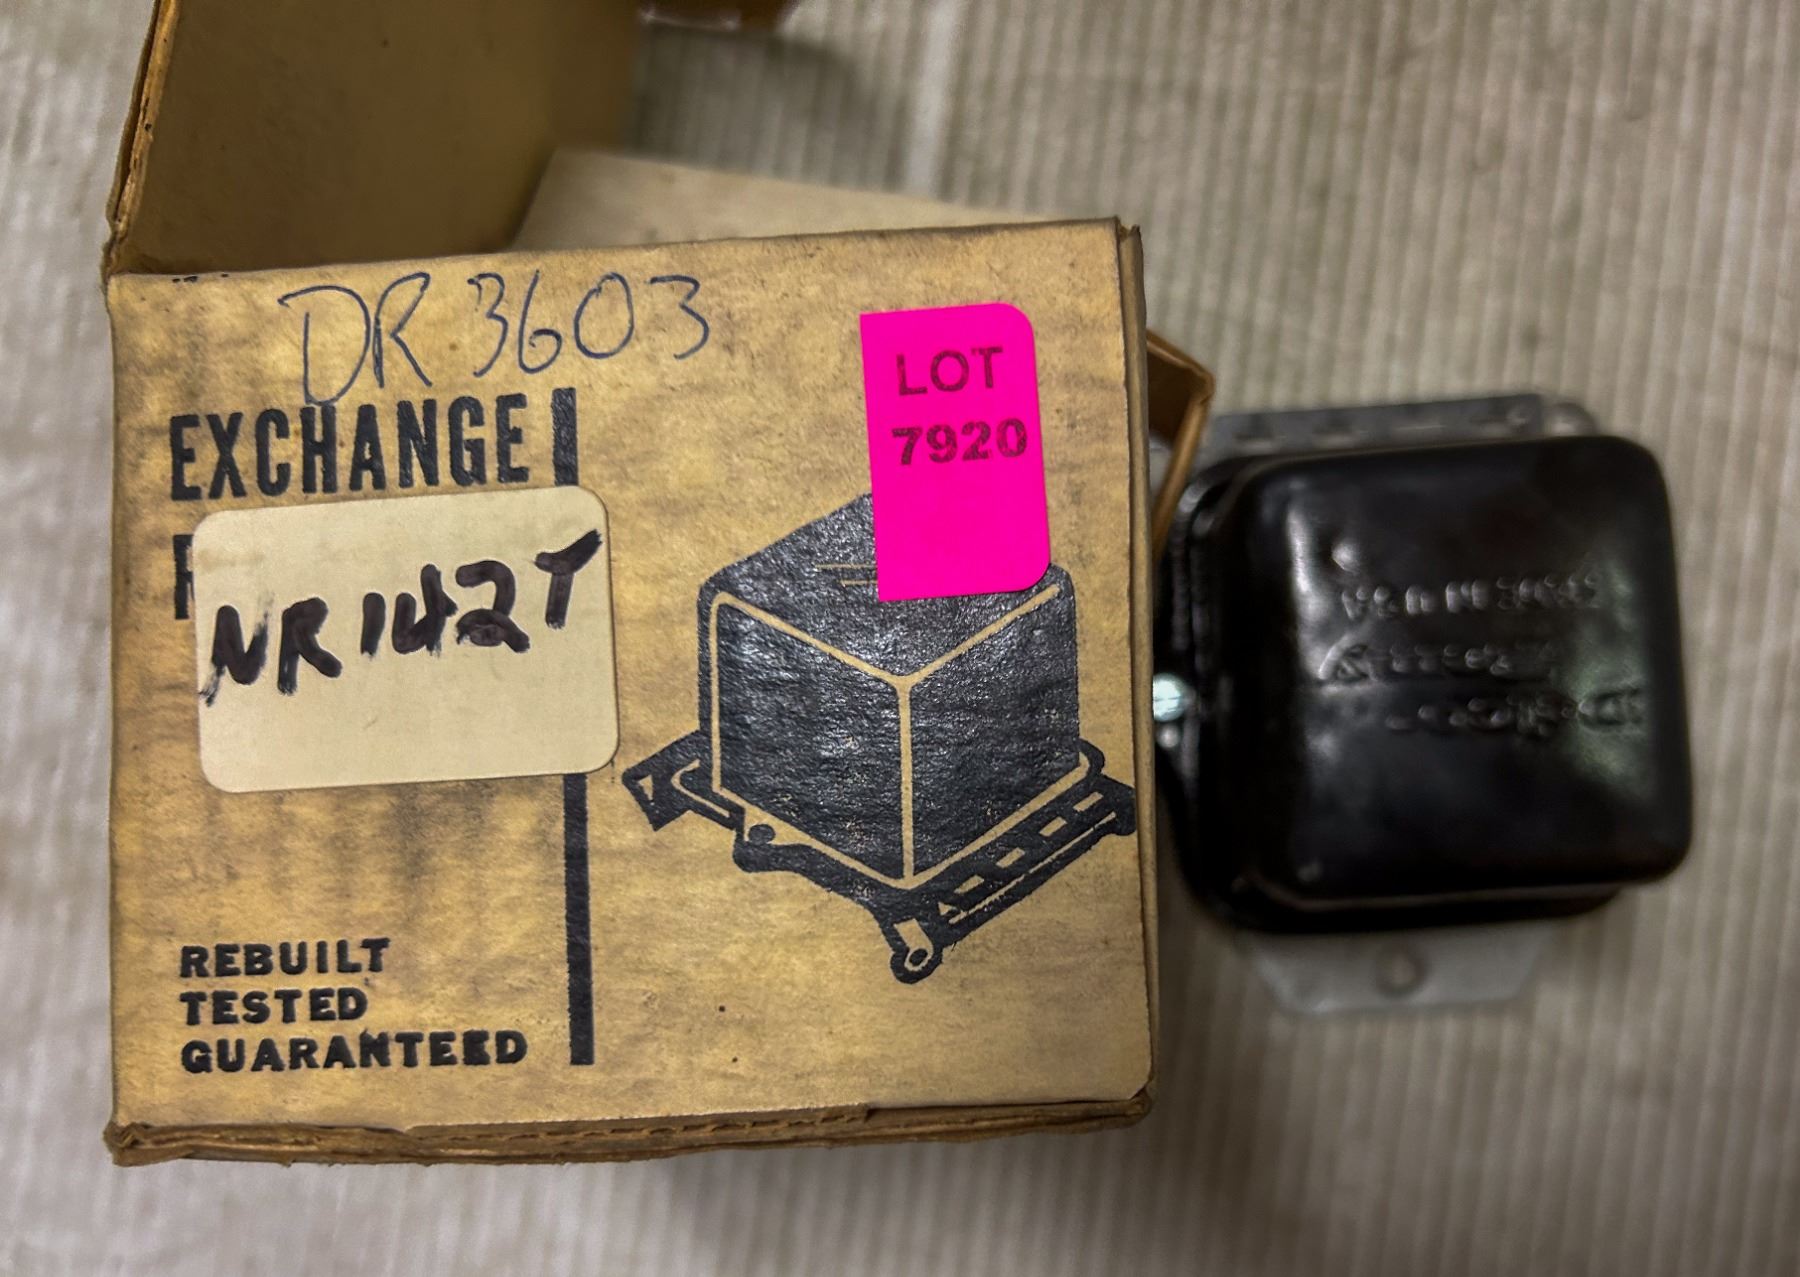 DR 3603
EXCHANGE
LOT
7920
NR142T
REBUILT
TESTED
GUARANTEED